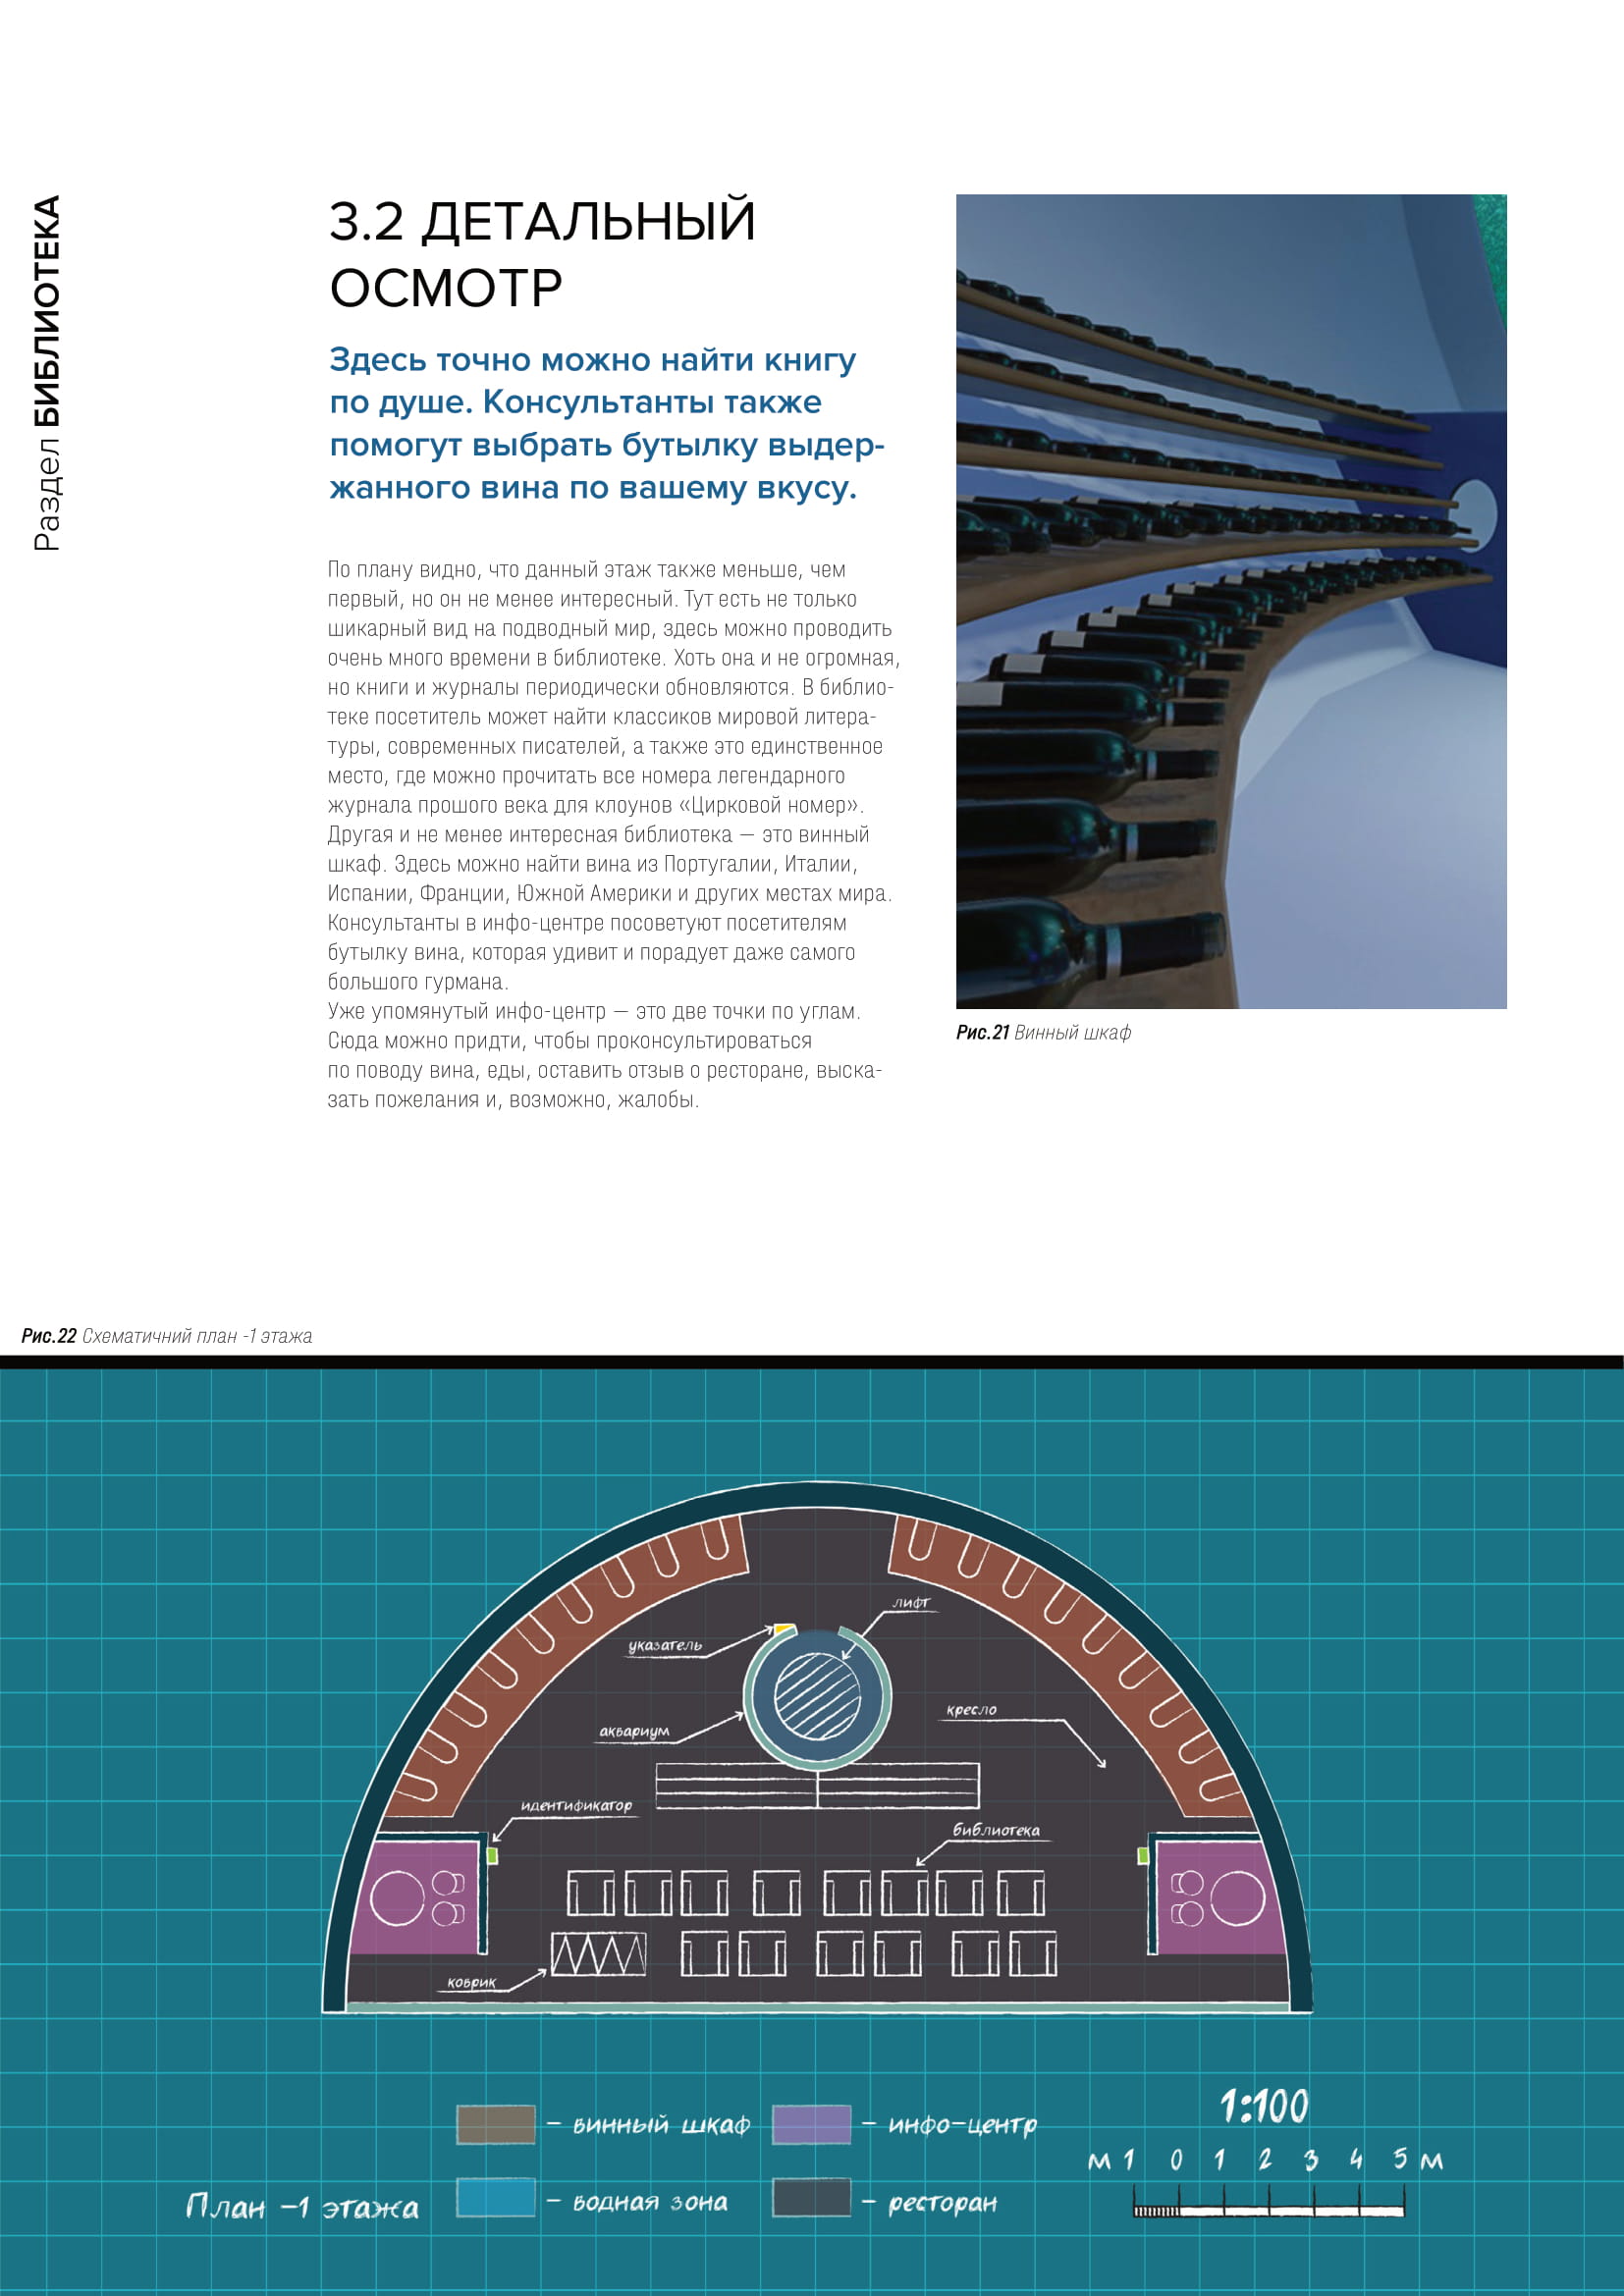 Раздел БИБЛИОТЕКА
3.2 ДЕТАЛЬНЫЙ
ОСМОТР
Здесь точно можно найти книгу
по душе. Консультанты также
помогут выбрать бутылку выдер-
жанного вина по вашему вкусу.
По плану видно, что данный этаж также меньше, чем
первый, но он не менее интересный. Тут есть не только
шикарный вид на подводный мир, здесь можно проводить
очень много времени в библиотеке. Хоть она и не огромная,
но книги и журналы периодически обновляются. В библио-
теке посетитель может найти классиков мировой литера-
туры, современных писателей, а также это единственное
место, где можно прочитать все номера легендарного
журнала прошого века для клоунов «Цирковой номер».
Другая и не менее интересная библиотека — это винный
шкаф. Здесь можно найти вина из Португалии, Италии,
Испании, Франции, Южной Америки и других местах мира.
Консультанты в инфо-центре посоветуют посетителям
бутылку вина, которая удивит и порадует даже самого
большого гурмана.
Уже упомянутый инфо-центр — это две точки по углам.
Сюда можно придти, чтобы проконсультироваться
по поводу вина, еды, оставить отзыв о ресторане, выска-
зать пожелания и, возможно, жалобы.
Рис.21 Винный шкаф
Рис.22 Схематичний план -1 этажа
лифт
указатель
кресло
аквариум
идентификатор
библиотека
коврик
1:100
– винный шкаф
– инфо-центр
М 1 0 1 2 3 4 5 М
План -1 этажа
– водная зона
– ресторан